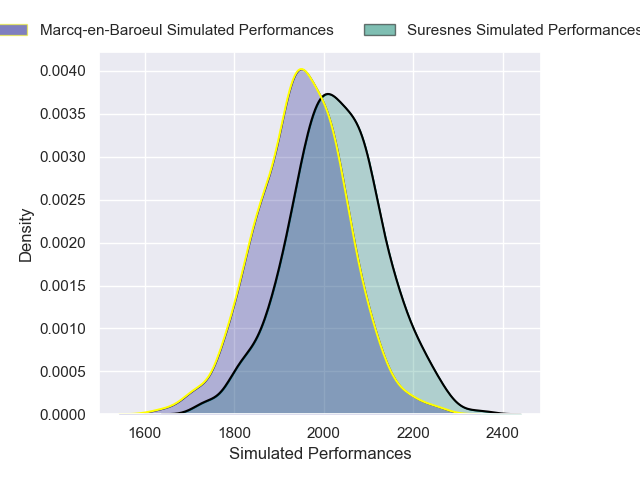 Marcq-en-Baroeul Simulated Performances
Suresnes Simulated Performances
0.0040
0.0035
0.0030
0.0025
0.0020
0.0015
0.0010
0.0005
0.0000
Density
1600 1800 2000 2200 2400
Simulated Performances